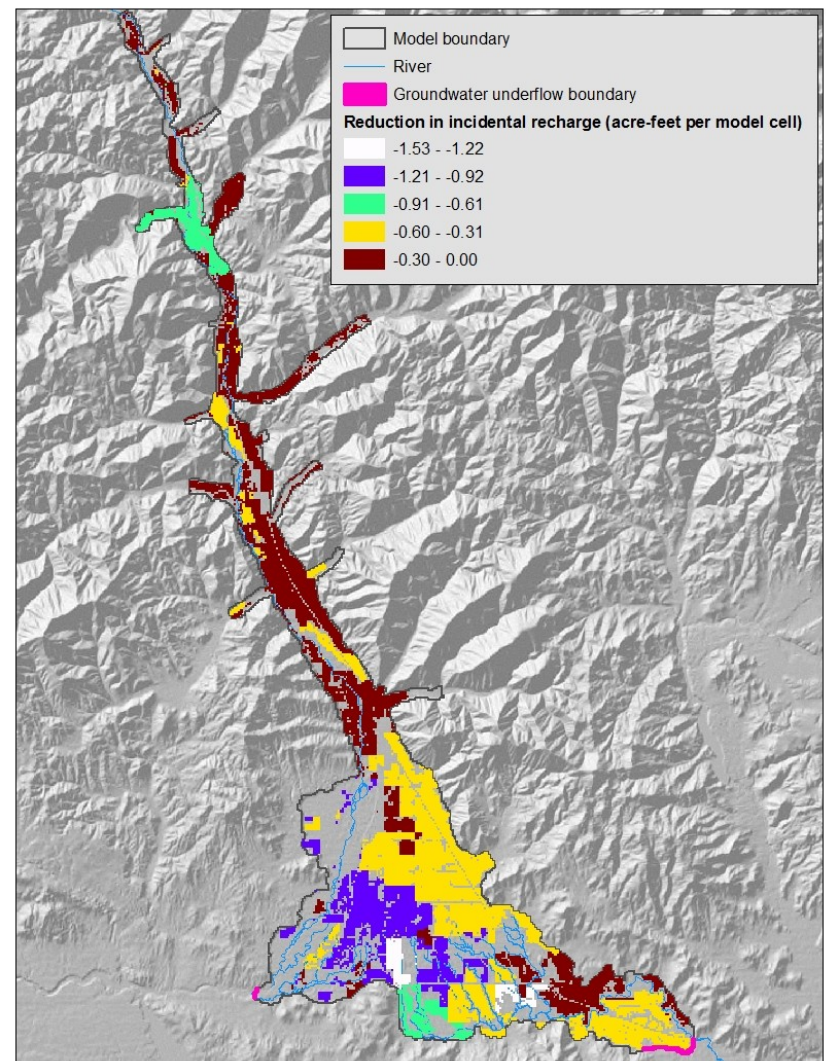 Model boundary
River
Groundwater underflow boundary
Reduction in incidental recharge (acre-feet per model cell)
-1.53 - -1.22
-1.21 - -0.92
-0.91 - -0.61
-0.60 - -0.31
-0.30 - 0.00